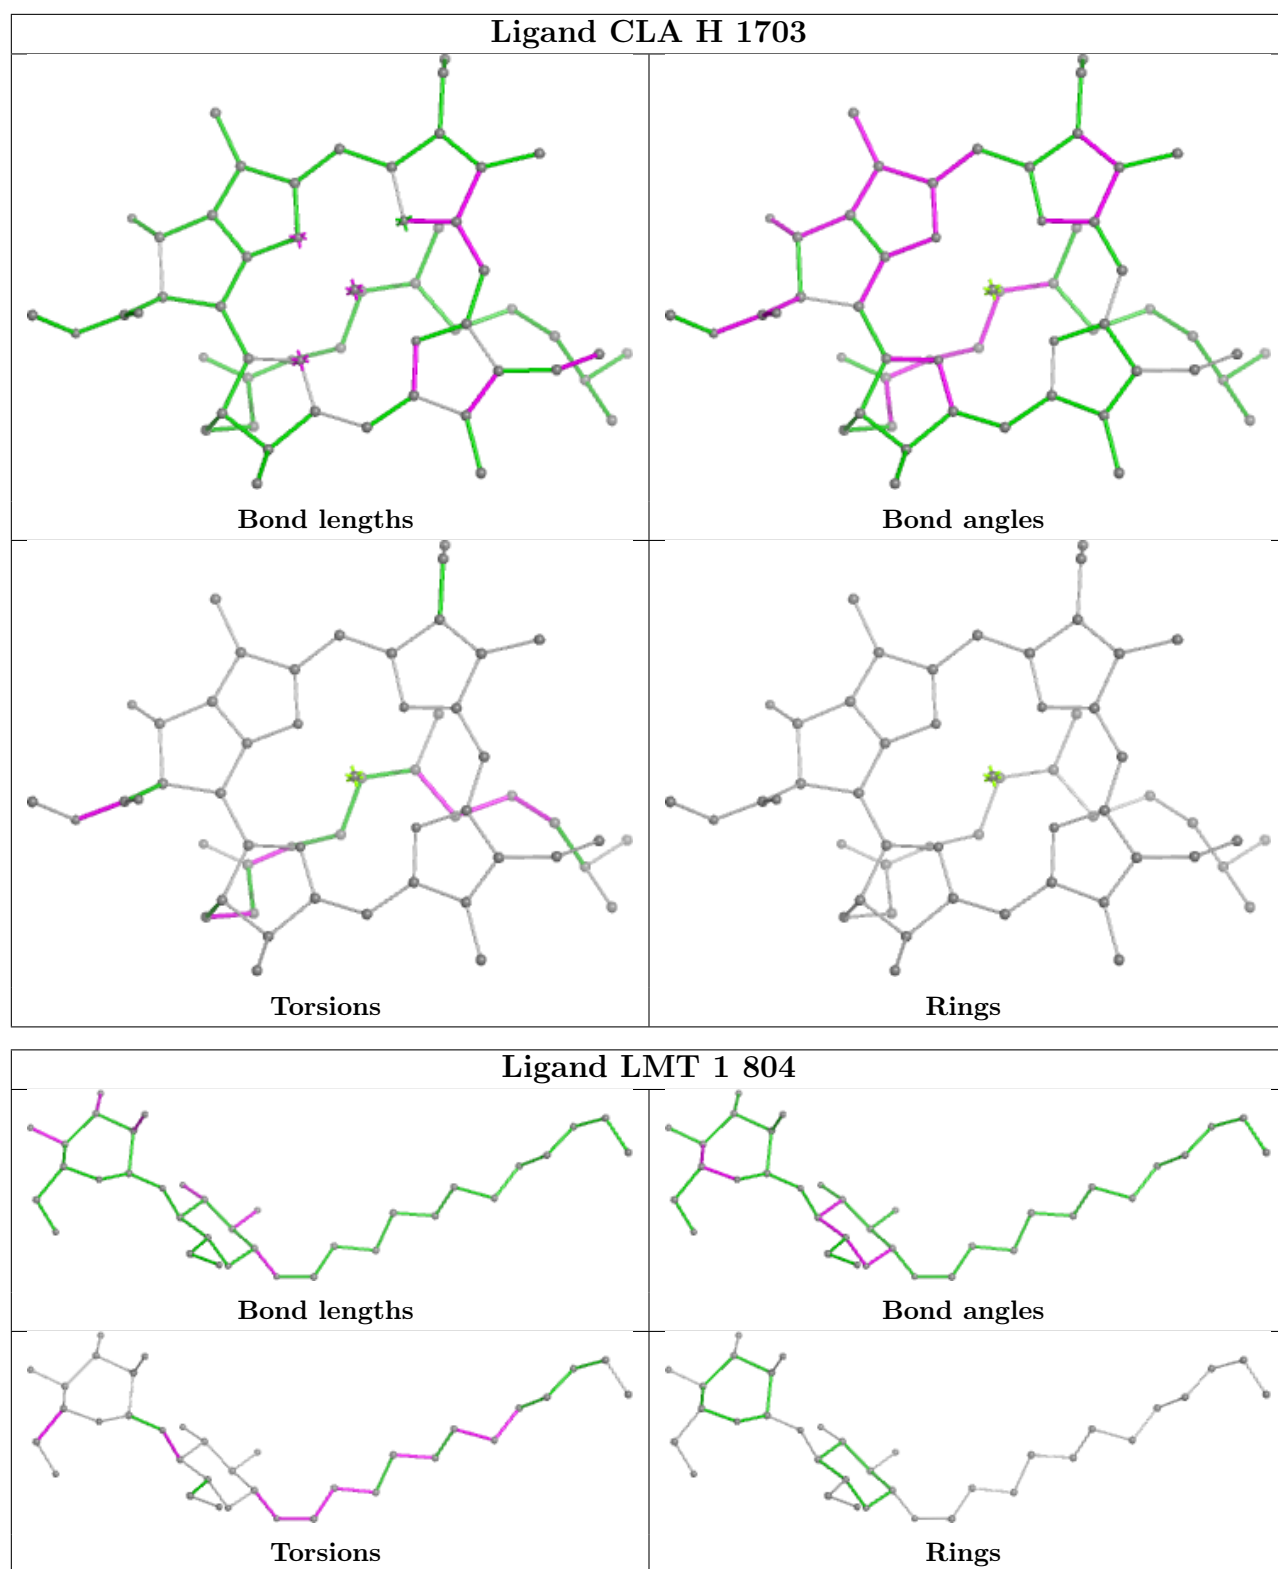 Ligand CLA H 1703
Bond lengths
Bond angles
Torsions
Rings
Ligand LMT 1 804
Bond lengths
Bond angles
Torsions
Rings